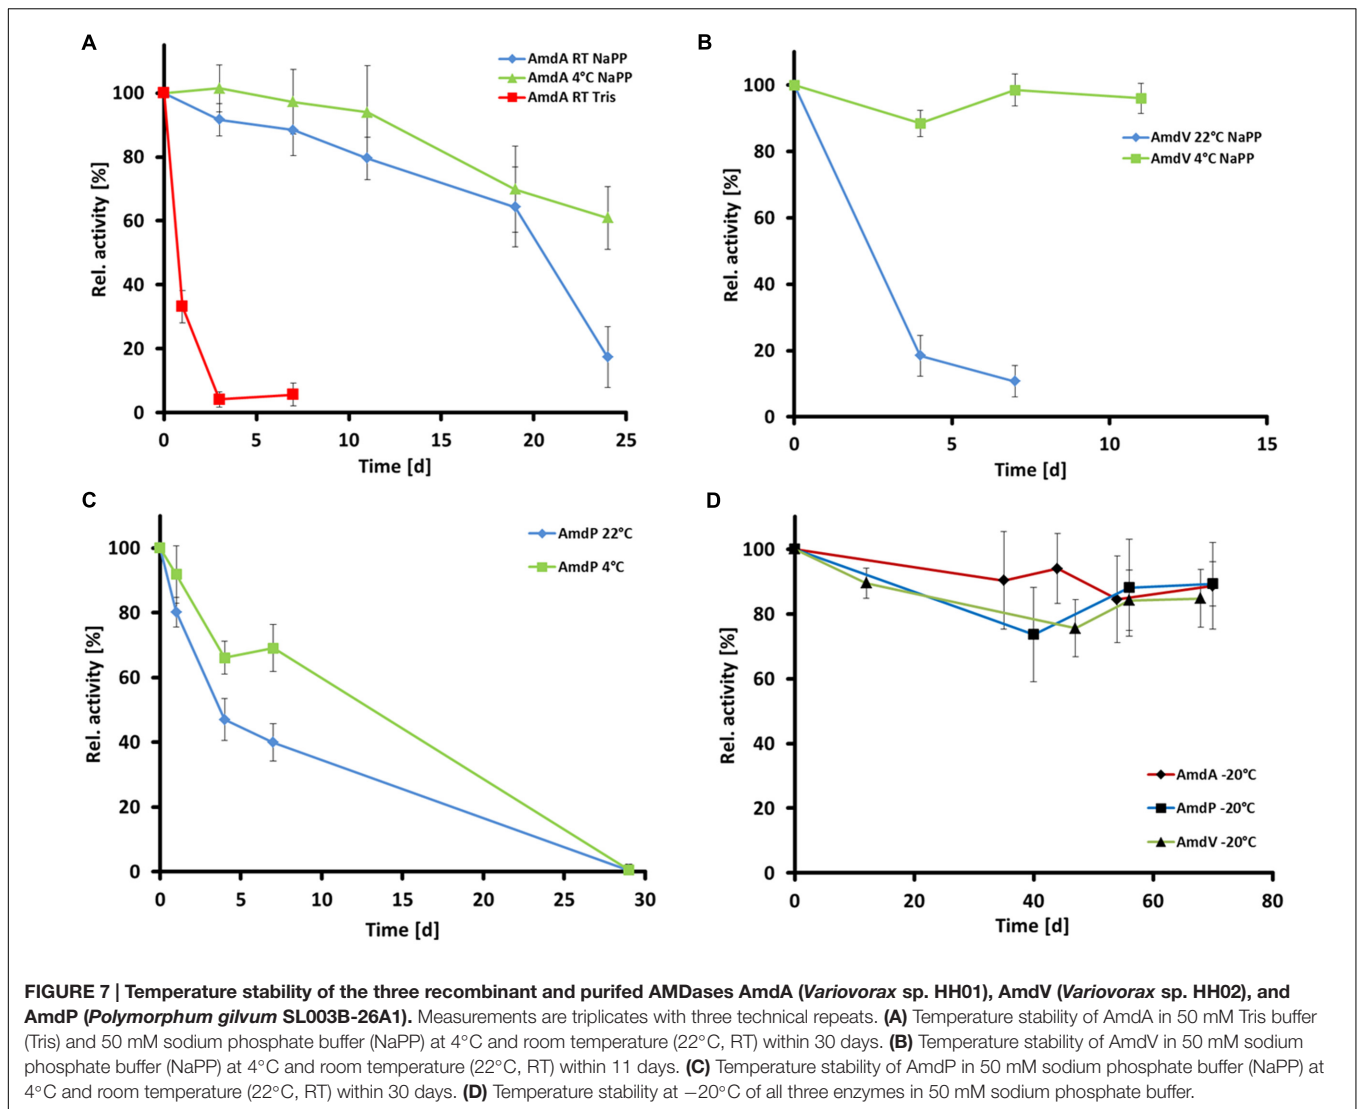 A
AmdA RT NaPP
AmdA 4°C NaPP
AmdA RT Tris
Rel. activity [%]
100
80
60
40
20
0
0 5 10 15 20 25
Time [d]
B
AmdV 22°C NaPP
AmdV 4°C NaPP
Rel. activity [%]
100
80
60
40
20
0
0 5 10 15
Time [d]
C
AmdP 22°C
AmdP 4°C
Rel. activity [%]
100
80
60
40
20
0
0 5 10 15 20 25 30
Time [d]
D
Rel. activity [%]
100
80
60
40
20
0
AmdA -20°C
AmdP -20°C
AmdV -20°C
0 20 40 60 80
Time [d]
FIGURE 7 | Temperature stability of the three recombinant and purifed AMDases AmdA (Variovorax sp. HH01), AmdV (Variovorax sp. HH02), and
AmdP (Polymorphum gilvum SL003B-26A1). Measurements are triplicates with three technical repeats. (A) Temperature stability of AmdA in 50 mM Tris buffer
(Tris) and 50 mM sodium phosphate buffer (NaPP) at 4°C and room temperature (22°C, RT) within 30 days. (B) Temperature stability of AmdV in 50 mM sodium
phosphate buffer (NaPP) at 4°C and room temperature (22°C, RT) within 11 days. (C) Temperature stability of AmdP in 50 mM sodium phosphate buffer (NaPP) at
4°C and room temperature (22°C, RT) within 30 days. (D) Temperature stability at −20°C of all three enzymes in 50 mM sodium phosphate buffer.